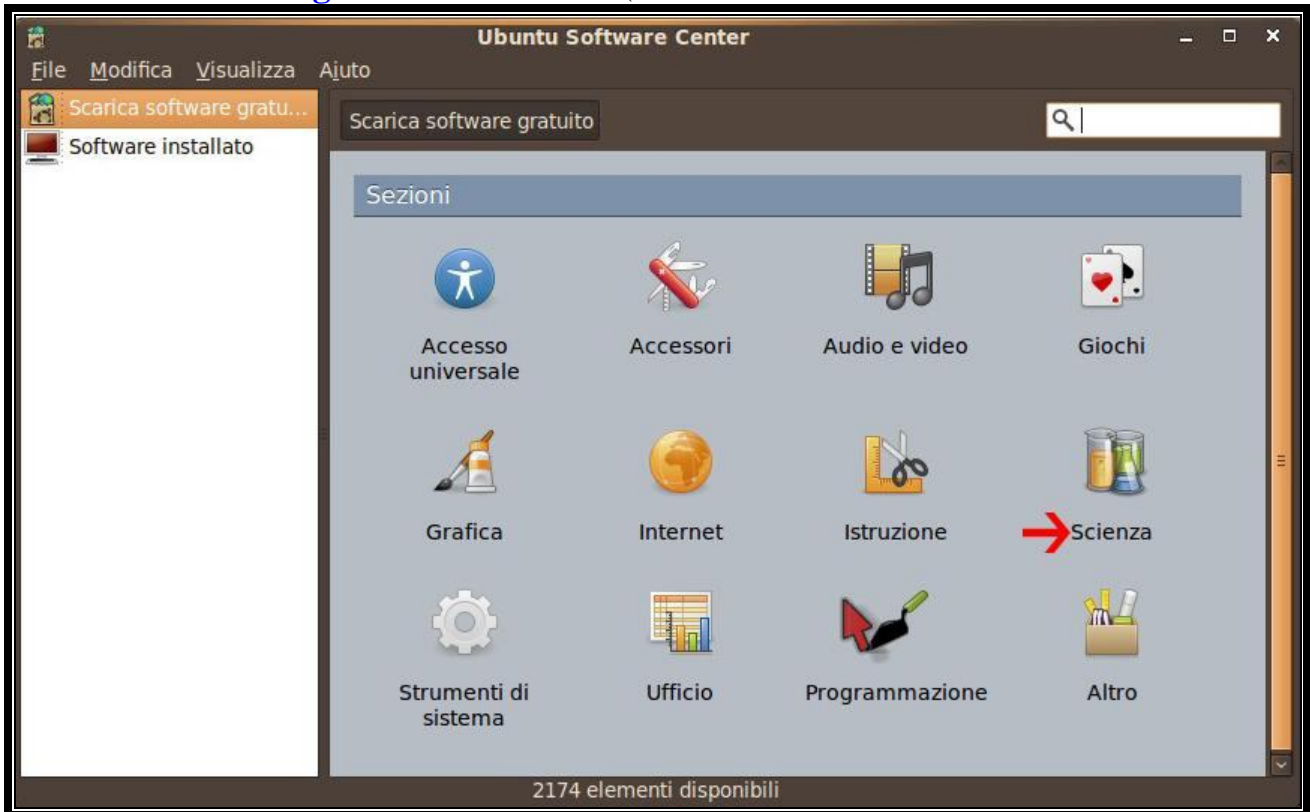 Ubuntu Software Center
File Modifica Visualizza Aiuto
Scarica software gratu...
Software installato
Scarica software gratuito
Sezioni
Accesso
universale
Accessori
Audio e video
Giochi
Grafica
Internet
Istruzione
Scienza
Strumenti di
sistema
Ufficio
Programmazione
Altro
2174 elementi disponibili